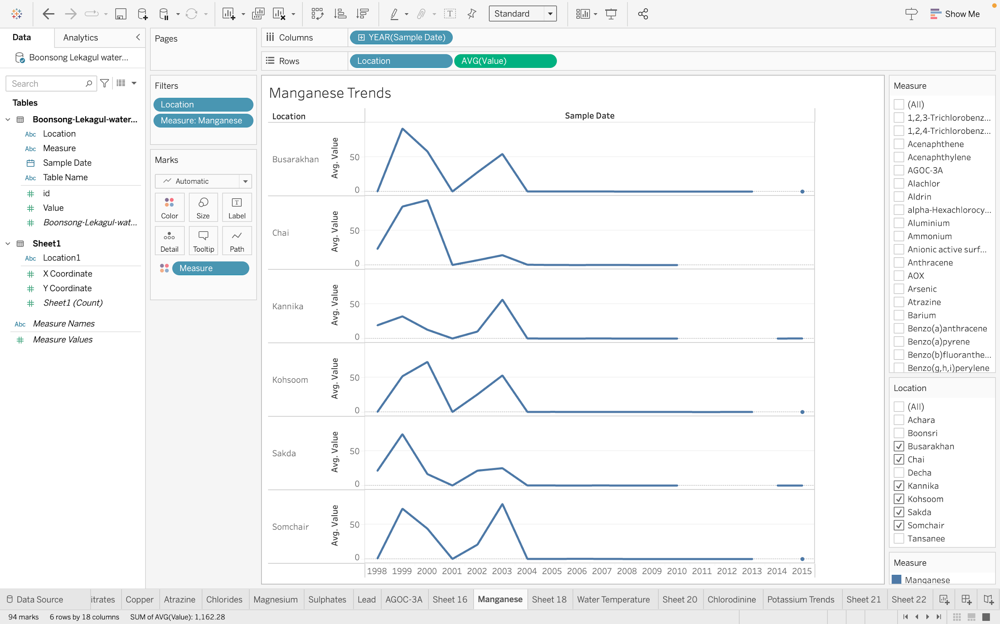 Standard
Show Me
Data
Analytics
Boonsong Lekagul water...
Search
Tables
Boonsong-Lekagul-water...
Abc Location
Abc Measure
Sample Date
Abc Table Name
id
Value
Boonsong-Lekagul-wat...
Sheet1
Abc Location1
X Coordinate
Y Coordinate
Sheet1 (Count)
Abc Measure Names
Measure Values
Pages
Filters
Location
Measure: Manganese
Marks
Automatic
Color Size Label
Detail Tooltip Path
Measure
Columns YEAR(Sample Date)
Rows Location AVG(Value)
Manganese Trends
Location Sample Date
Busarakhan Avg. Value 50 0
Chai Avg. Value 50 0
Kannika Avg. Value 50 0
Kohsoom Avg. Value 50 0
Sakda Avg. Value 50 0
Somchair Avg. Value 50 0
1998 1999 2000 2001 2002 2003 2004 2005 2006 2007 2008 2009 2010 2011 2012 2013 2014 2015
Measure
(All)
1,2,3-Trichlorobenz...
1,2,4-Trichlorobenz...
Acenaphthene
Acenaphthylene
AGOC-3A
Alachlor
Aldrin
alpha-Hexachlorocy...
Aluminium
Ammonium
Anionic active surf...
Anthracene
AOX
Arsenic
Atrazine
Barium
Benzo(a)anthracene
Benzo(a)pyrene
Benzo(b)fluoranthe...
Benzo(g,h,i)perylene
Location
(All)
Achara
Boonsri
Busarakhan
Chai
Decha
Kannika
Kohsoom
Sakda
Somchair
Tansanee
Measure
Manganese
Data Source itrates Copper Atrazine Chlorides Magnesium Sulphates Lead AGOC-3A Sheet 16 Manganese Sheet 18 Water Temperature Sheet 20 Chlorodinine Potassium Trends Sheet 21 Sheet 22
94 marks 6 rows by 18 columns SUM of AVG(Value): 1,162.28